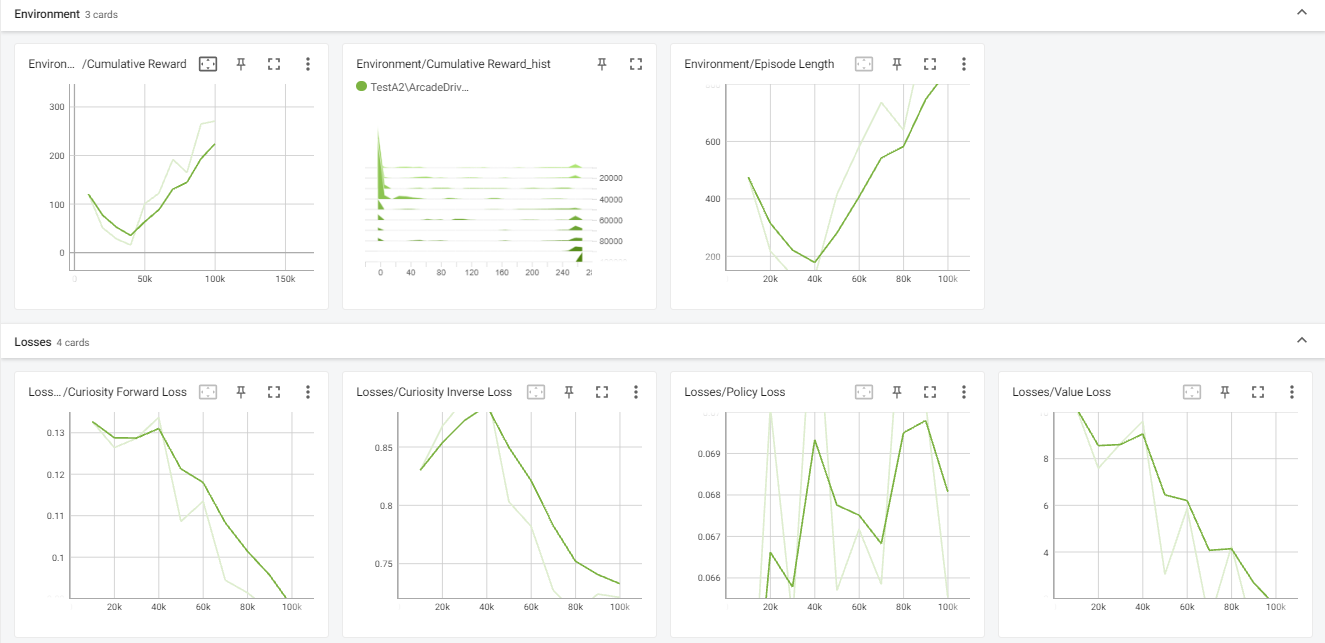 Environment 3 cards
Environ... /Cumulative Reward
300
200
100
0
0 50k 100k 150k
Environment/Cumulative Reward_hist
TestA2\ArcadeDriv...
20000
40000
60000
80000
0 40 80 120 160 200 240
Environment/Episode Length
600
400
200
20k 40k 60k 80k 100k
Losses 4 cards
Loss... /Curiosity Forward Loss
0.13
0.12
0.11
0.1
20k 40k 60k 80k 100k
Losses/Curiosity Inverse Loss
0.85
0.8
0.75
20k 40k 60k 80k 100k
Losses/Policy Loss
0.069
0.068
0.067
0.066
20k 40k 60k 80k 100k
Losses/Value Loss
8
6
4
20k 40k 60k 80k 100k